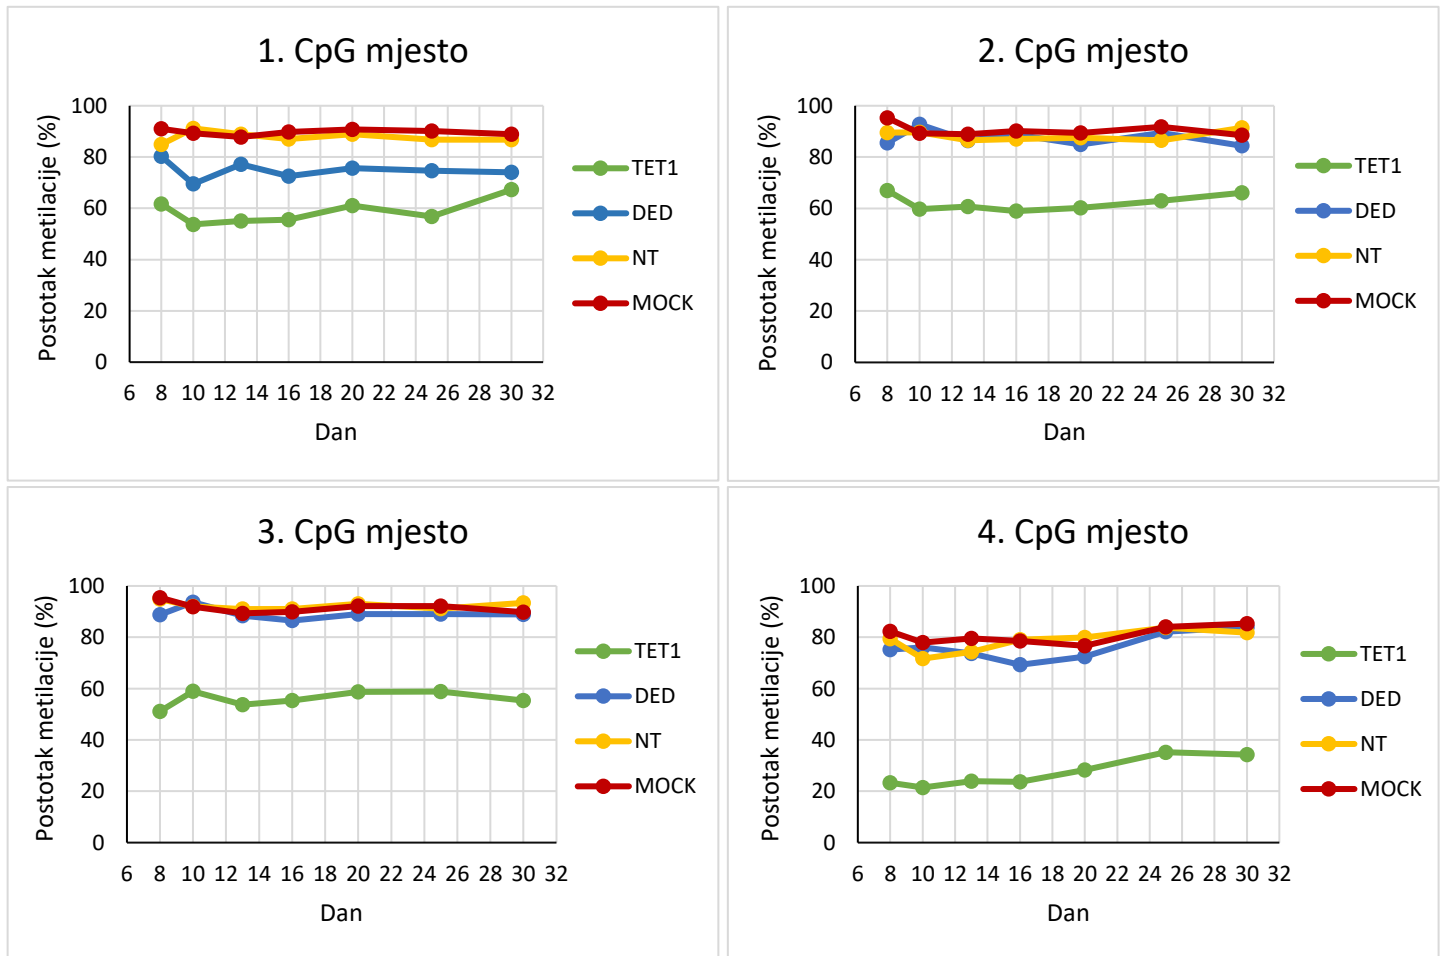 1. CpG mjesto
Postotak metilacije (%)
100
80
60
40
20
0
6 8 10 12 14 16 18 20 22 24 26 28 30 32
Dan
TET1
DED
NT
MOCK
2. CpG mjesto
Posstotak metilacije (%)
100
80
60
40
20
0
6 8 10 12 14 16 18 20 22 24 26 28 30 32
Dan
TET1
DED
NT
MOCK
3. CpG mjesto
Postotak metilacije (%)
100
80
60
40
20
0
6 8 10 12 14 16 18 20 22 24 26 28 30 32
Dan
TET1
DED
NT
MOCK
4. CpG mjesto
Postotak metilacije (%)
100
80
60
40
20
0
6 8 10 12 14 16 18 20 22 24 26 28 30 32
Dan
TET1
DED
NT
MOCK